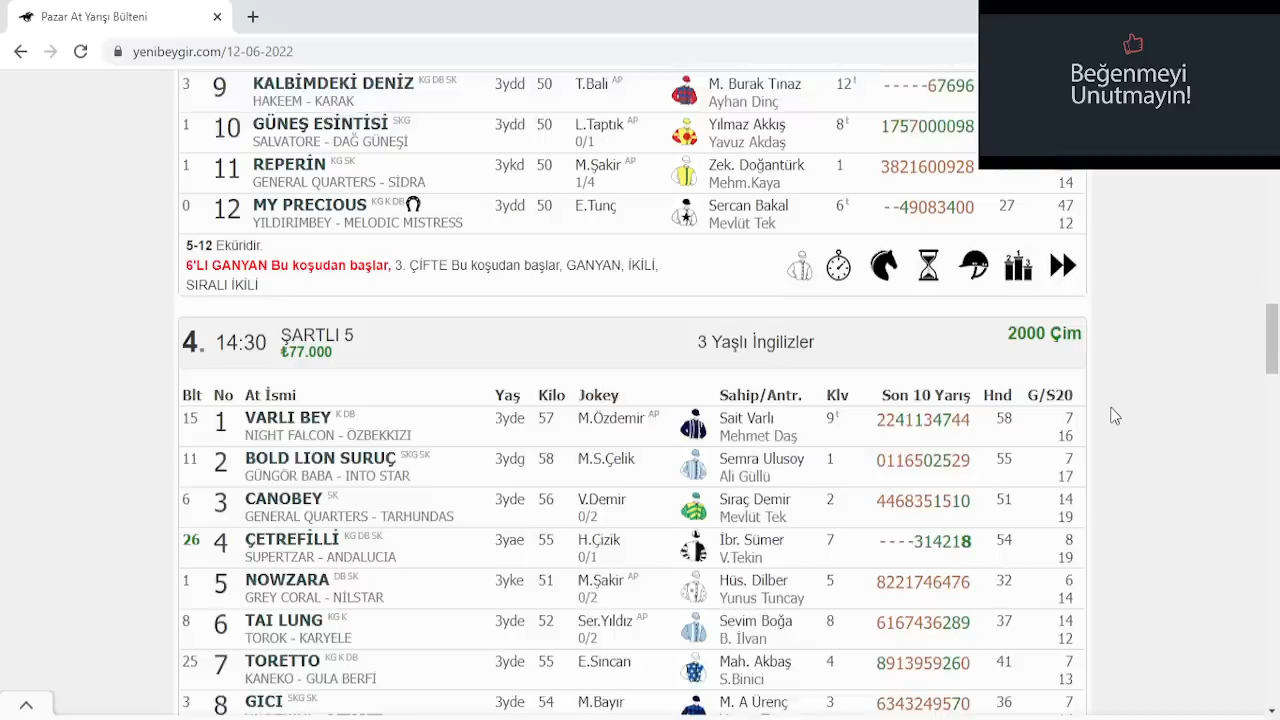 Pazar At Yarışı Bülteni
yenibeygir.com/12-06-2022
Beğenmeyi
Unutmayın!
3 9 KALBİMDEKİ DENİZ KG DB SK 3ydd 50 T.Bali AP M. Burak Tınaz 12t -----67696
HAKEEM - KARAK Ayhan Dinç
1 10 GÜNEŞ ESİNTİSİ SKG 3ydd 50 L.Taptık AP Yılmaz Akkış 8t 1757000098
SALVATORE - DAĞ GÜNEŞİ 0/1 Yavuz Akdaş
1 11 REPERİN KG SK 3ykd 50 M.Şakir AP Zek. Doğantürk 1 3821600928
GENERAL QUARTERS - SİDRA 1/4 Mehm.Kaya 14
0 12 MY PRECIOUS KG K DB 3ydd 50 E.Tunç Sercan Bakal 6t --49083400 27 47
YILDIRIMBEY - MELODIC MISTRESS Mevlüt Tek 12
5-12 Eküridir.
6'LI GANYAN Bu koşudan başlar, 3. ÇİFTE Bu koşudan başlar, GANYAN, İKİLİ,
SIRALI İKİLİ
4. 14:30 ŞARTLI 5 3 Yaşlı İngilizler 2000 Çim
₺77.000
Blt No At İsmi Yaş Kilo Jokey Sahip/Antr. Klv Son 10 Yarış Hnd G/S20
15 1 VARLI BEY K DB 3yde 57 M.Özdemir AP Sait Varlı 9t 2241134744 58 7
NIGHT FALCON - ÖZBEKKIZI Mehmet Daş 16
11 2 BOLD LION SURUÇ SKG SK 3ydg 58 M.S.Çelik Semra Ulusoy 1 0116502529 55 7
GÜNGÖR BABA - INTO STAR Ali Güllü 17
6 3 CANOBEY SK 3yde 56 V.Demir Sıraç Demir 2 4468351510 51 14
GENERAL QUARTERS - TARHUNDAS 0/2 Mevlüt Tek 19
26 4 ÇETREFİLLİ KG DB SK 3yae 55 H.Çizik İbr. Sümer 7 ----314218 54 8
SUPERTZAR - ANDALUCIA 0/1 V.Tekin 19
1 5 NOWZARA DB SK 3yke 51 M.Şakir AP Hüs. Dilber 5 8221746476 32 6
GREY CORAL - NİLSTAR 0/2 Yunus Tuncay 14
8 6 TAI LUNG KG K 3yde 52 Ser.Yıldız AP Sevim Boğa 8 6167436289 37 14
TOROK - KARYELE 0/2 B. İlvan 12
25 7 TORETTO KG K DB 3yde 55 E.Sincan Mah. Akbaş 4 8913959260 41 7
KANEKO - GULA BERFİ S.Binici 13
3 8 GICI SKG SK 3yde 54 M.Bayır M. A Ürenç 3 6343249570 36 7